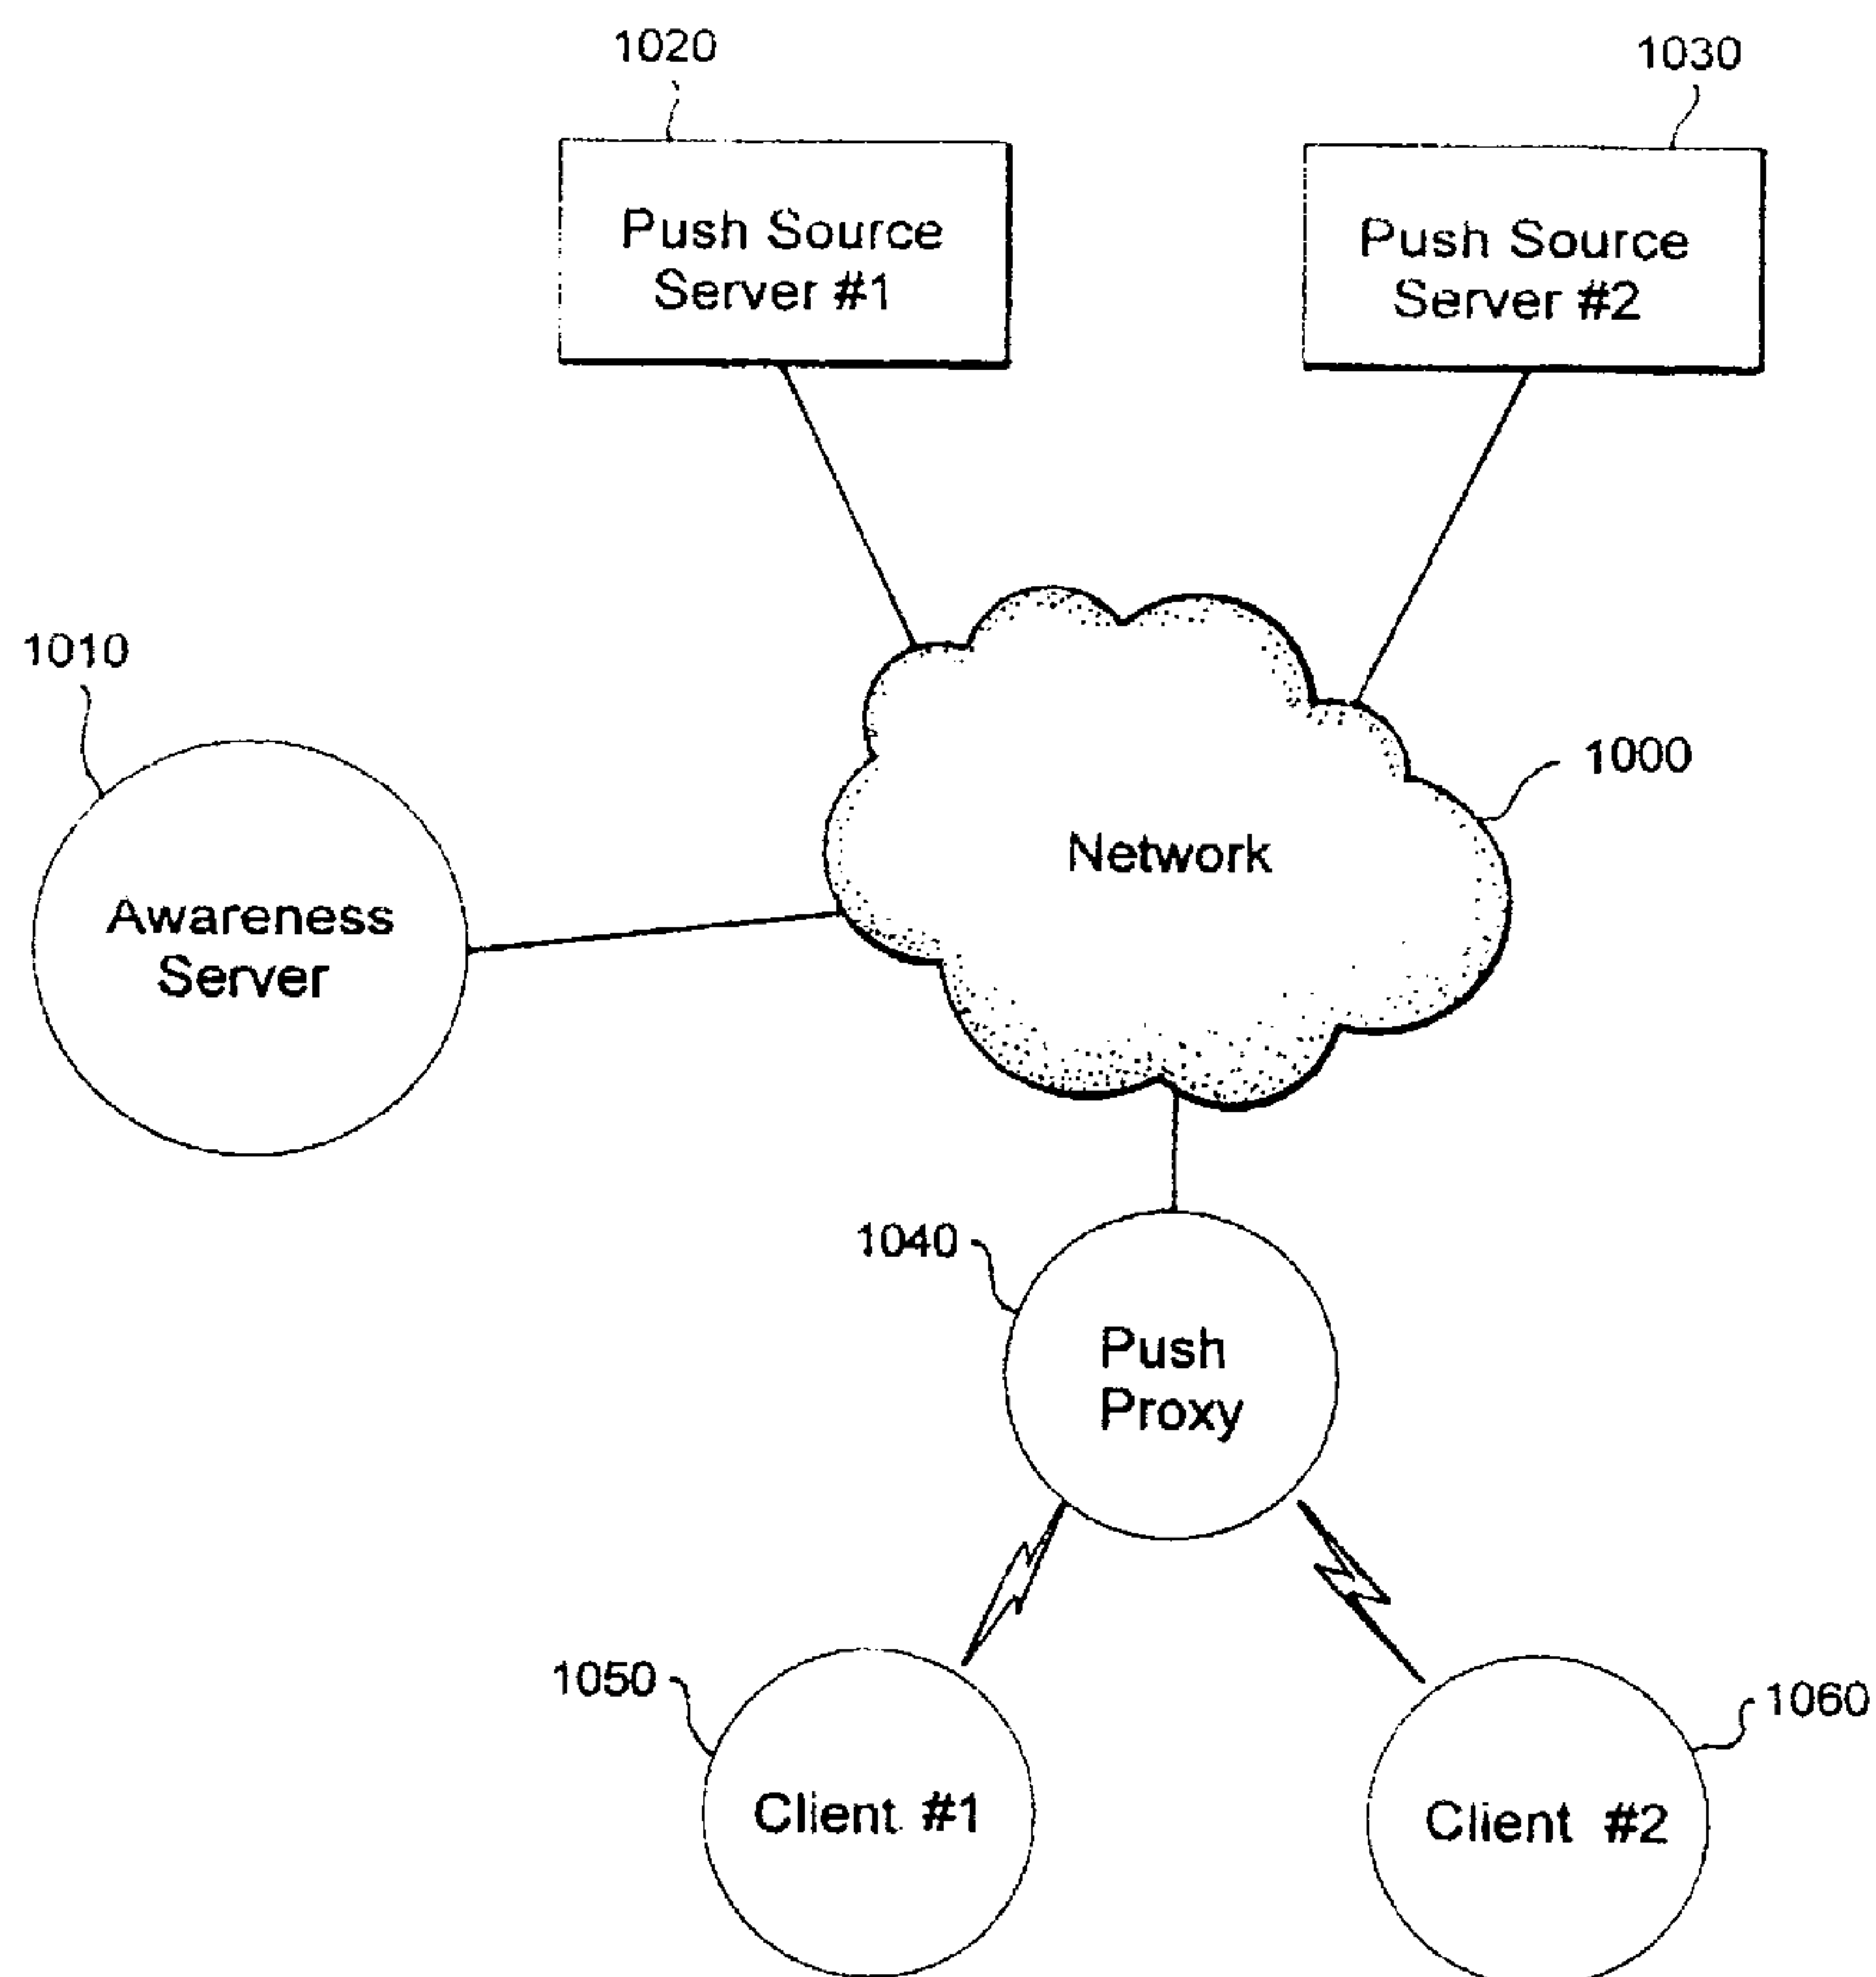 1020
1030
Push Source
Server #1
Push Source
Server #2
1010
1000
Network
Awareness
Server
1040
Push
Proxy
1050
1060
Client #1
Client #2